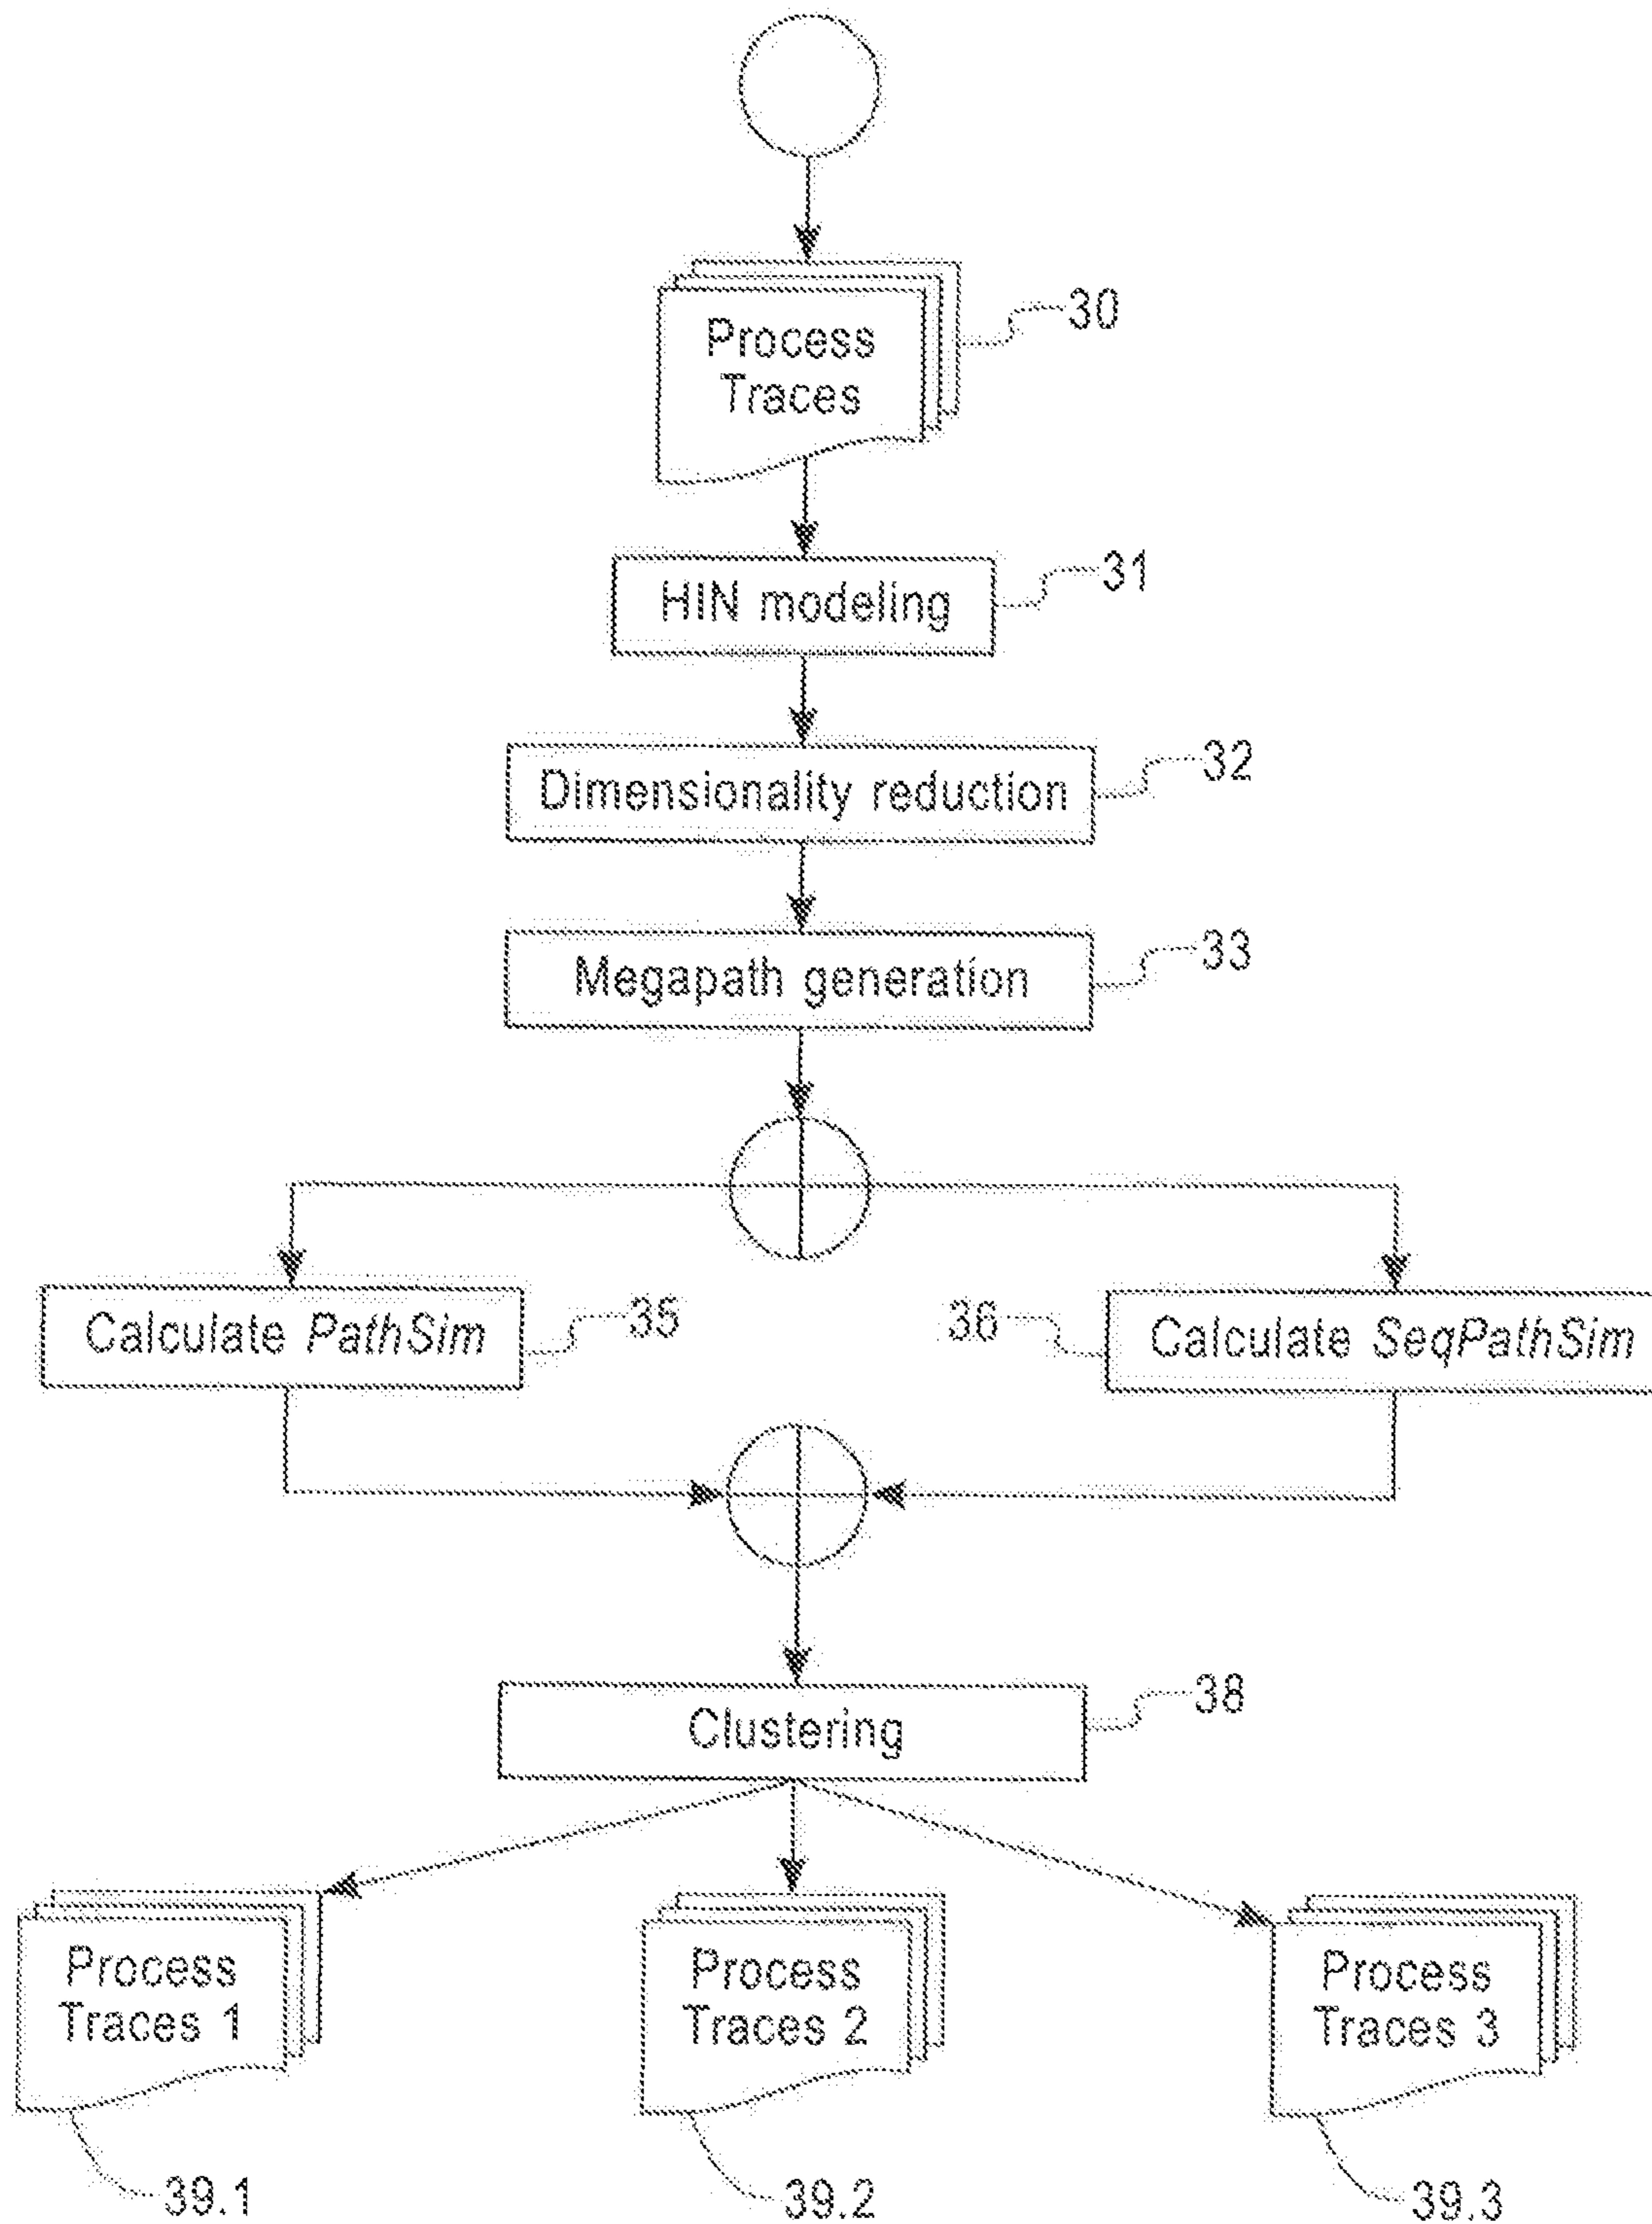 Process
Traces
30
HIN modeling
31
Dimensionality reduction
32
Megapath generation
33
Calculate PathSim
35
36
Calculate SeqPathSim
Clustering
38
Process
Traces 1
Process
Traces 2
Process
Traces 3
39.1
39.2
39.3